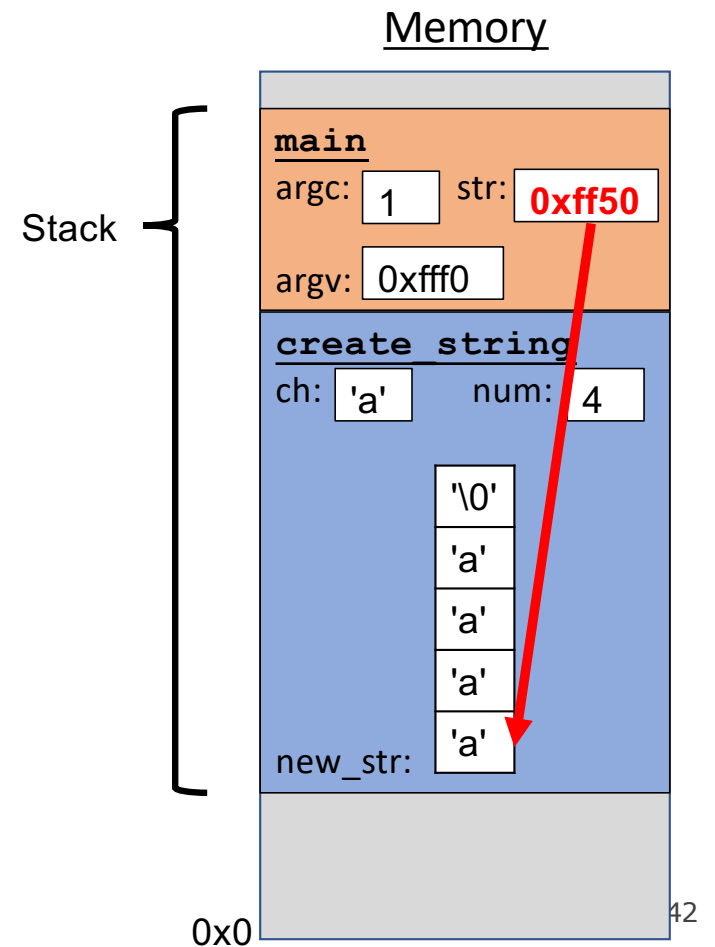 Memory
main
argc: 1 str: 0xff50
Stack
argv: 0xfff0
create_string
ch: 'a' num: 4
'\0'
'a'
'a'
'a'
'a'
new_str:
42
0x0